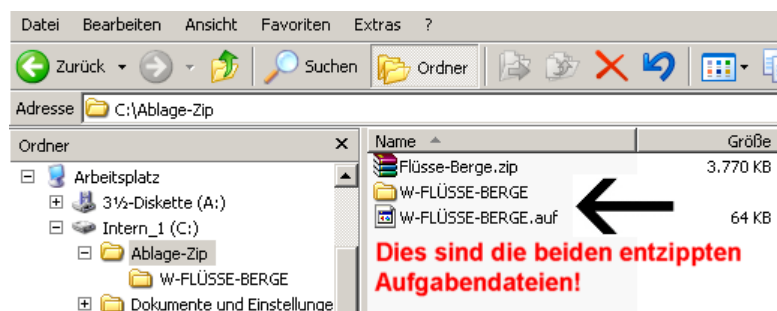 Datei Bearbeiten Ansicht Favoriten Extras ?
Zurück Suchen Ordner
Adresse C:\Ablage-Zip
Ordner x Name Größe
Arbeitsplatz
3½-Diskette (A:)
Intern_1 (C:)
Ablage-Zip
W-FLÜSSE-BERGE
Dokumente und Einstellunge
Flüsse-Berge.zip 3.770 KB
W-FLÜSSE-BERGE
W-FLÜSSE-BERGE.auf 64 KB
Dies sind die beiden entzippten
Aufgabendateien!